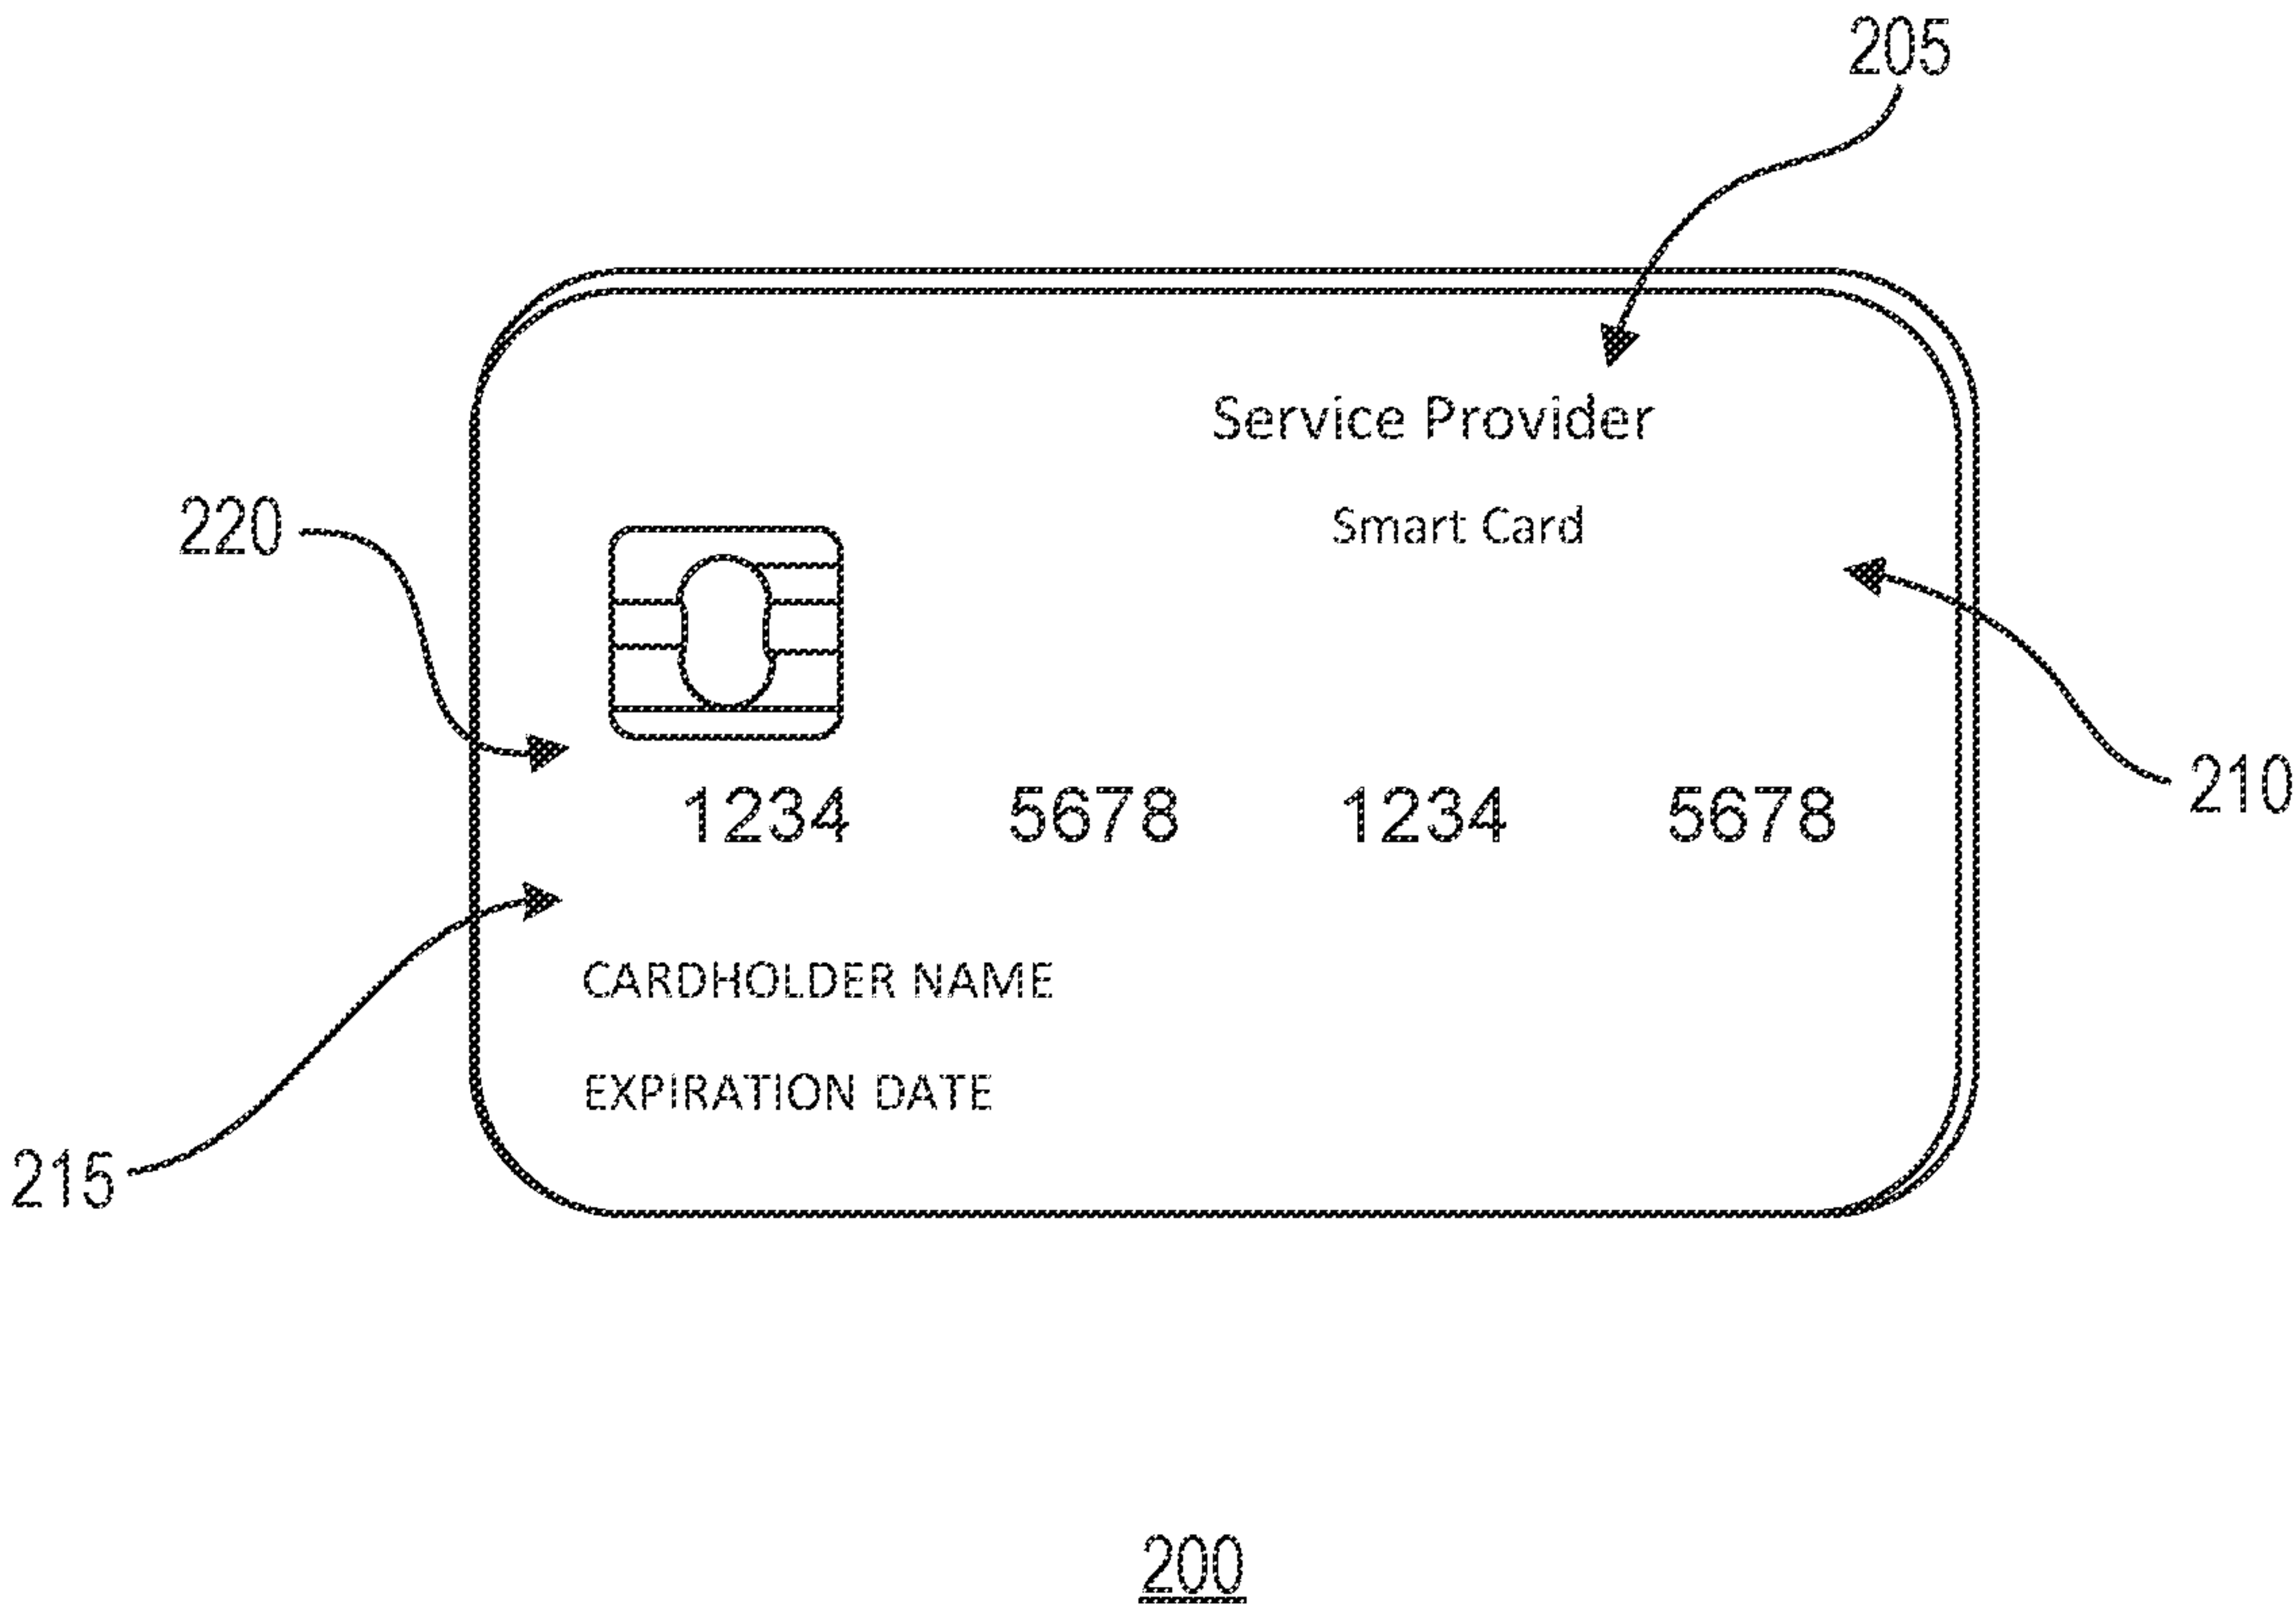 205
Service Provider
220
Smart Card
210
1234 5678 1234 5678
CARDHOLDER NAME
EXPIRATION DATE
215
200